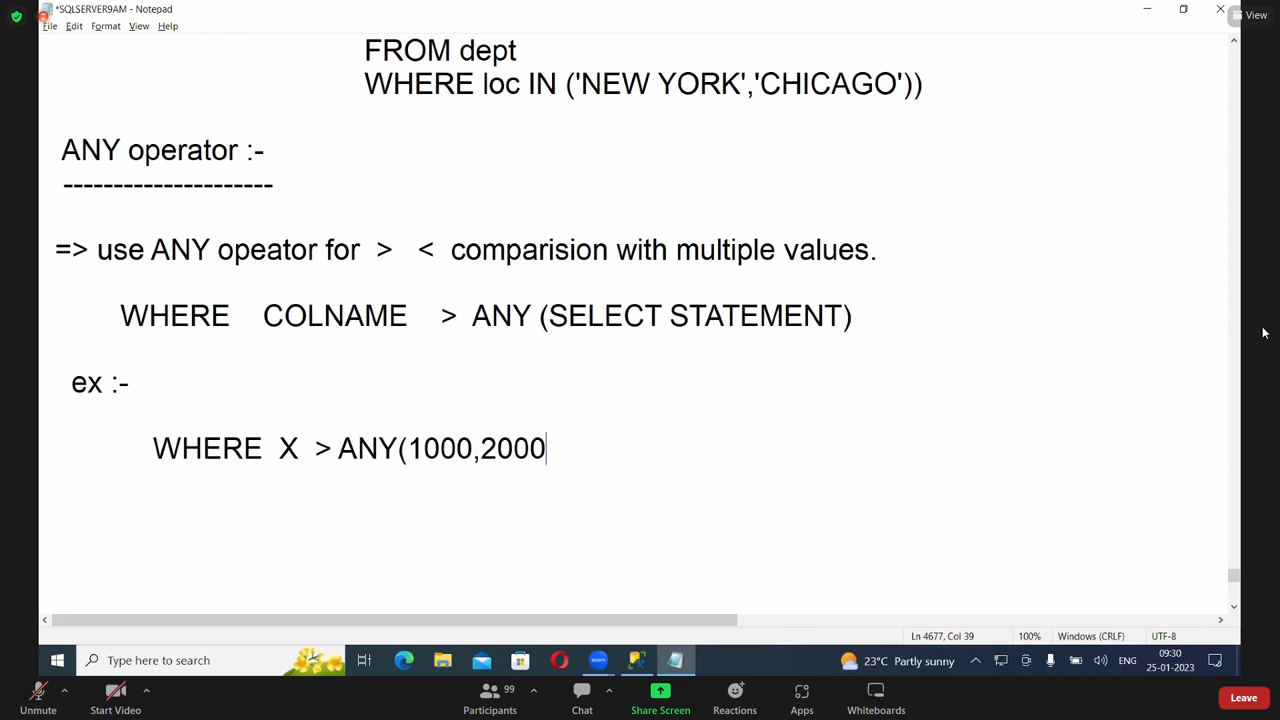 *SQLSERVER9AM - Notepad
View
File Edit Format View Help
FROM dept
WHERE loc IN ('NEW YORK','CHICAGO'))
ANY operator :-
---------------------
=> use ANY opeator for > < comparision with multiple values.
WHERE COLNAME > ANY (SELECT STATEMENT)
ex :-
WHERE X > ANY(1000,2000
Ln 4677, Col 39 100% Windows (CRLF) UTF-8
Type here to search
zoom
23°C Partly sunny
ENG
09:30
25-01-2023
Unmute Start Video 99 Participants Chat Share Screen Reactions Apps Whiteboards Leave